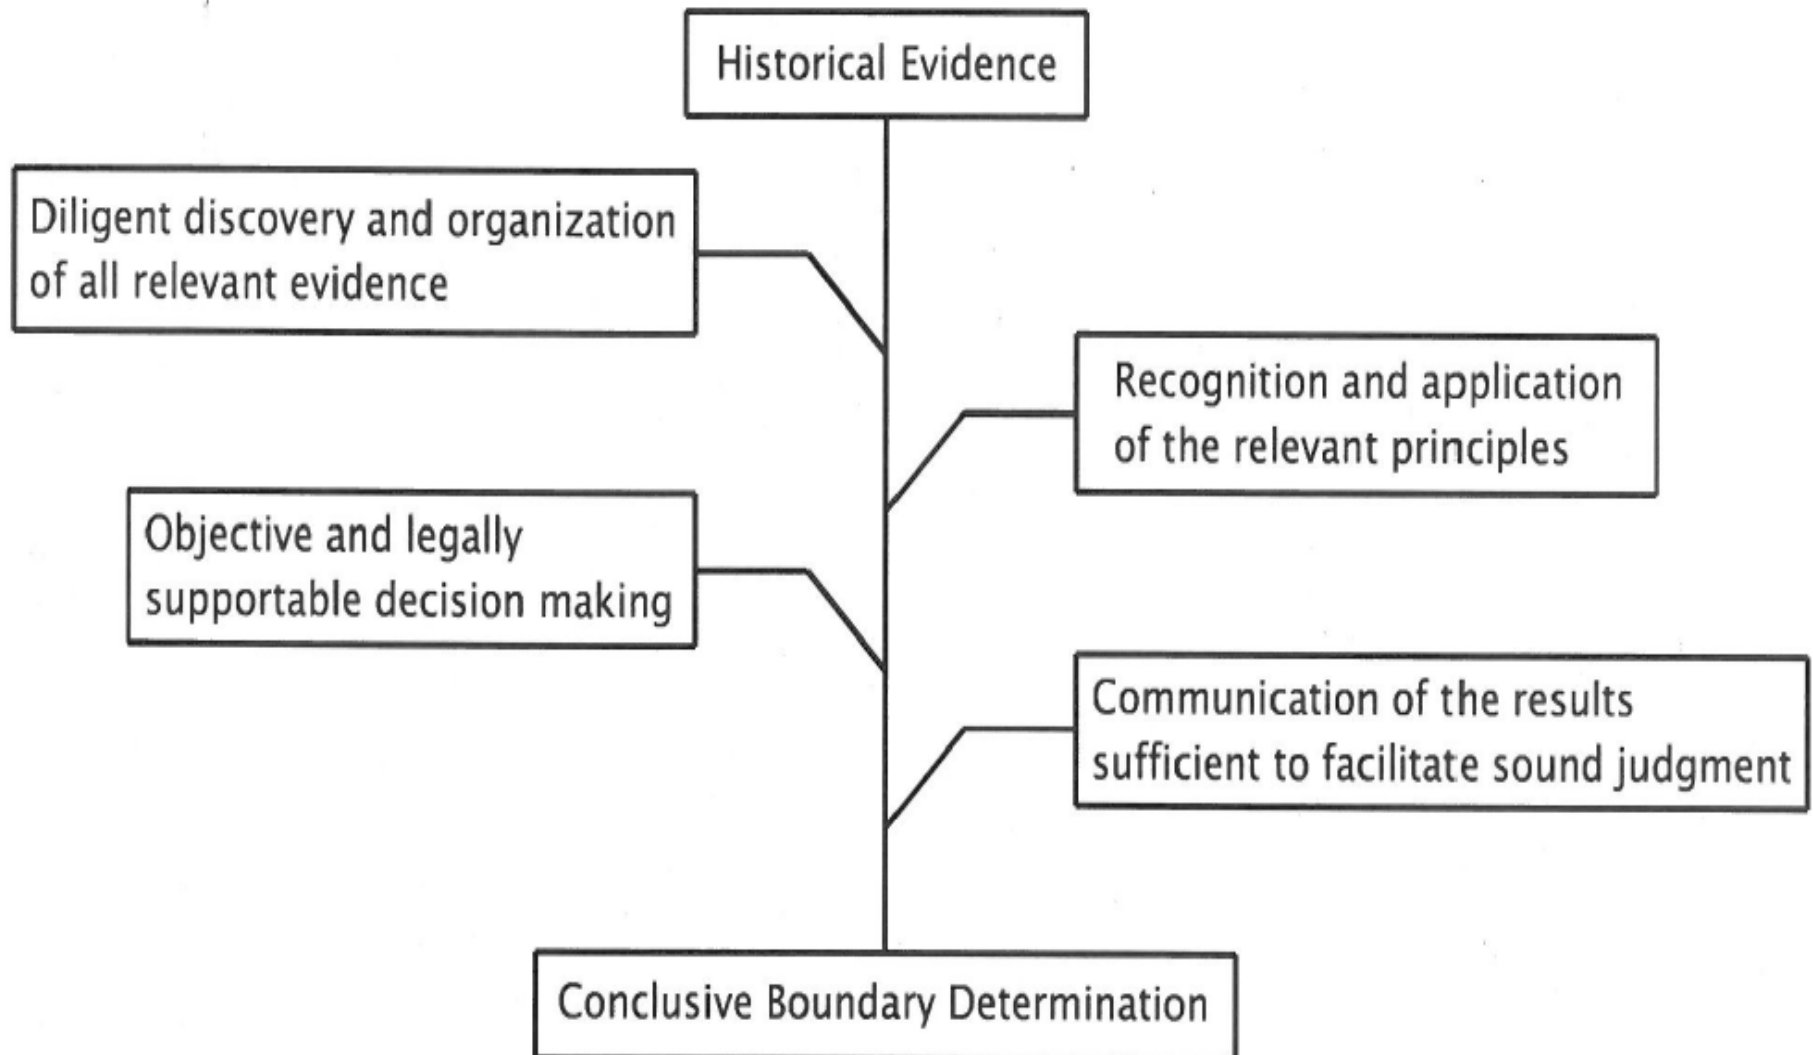 Historical Evidence
Diligent discovery and organization
of all relevant evidence
Recognition and application
of the relevant principles
Objective and legally
supportable decision making
Communication of the results
sufficient to facilitate sound judgment
Conclusive Boundary Determination